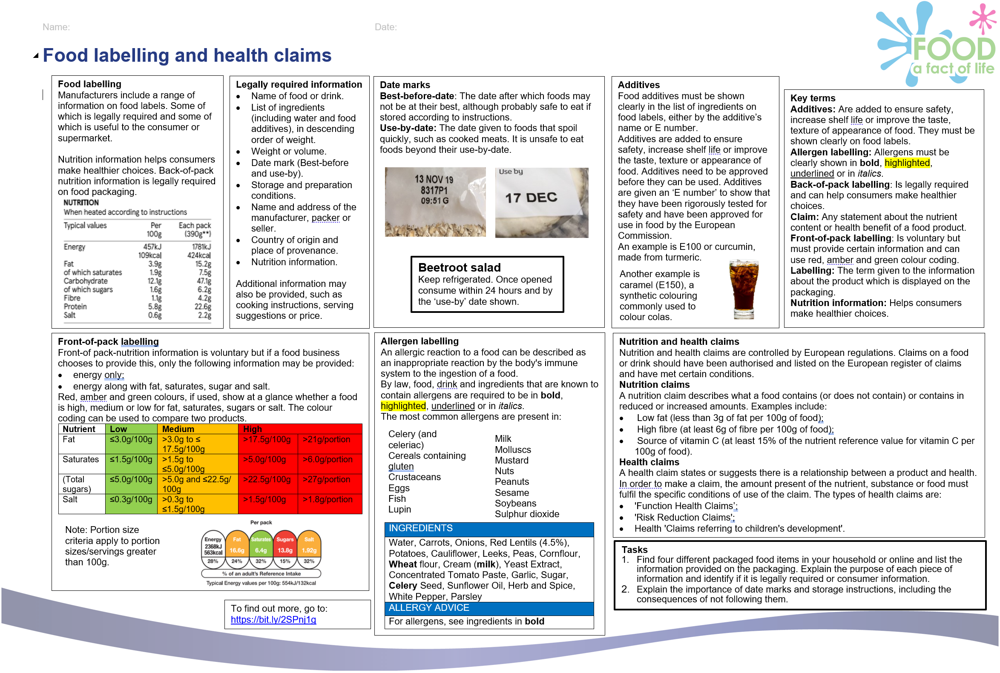 Name:
Date:
FOOD
a fact of life
Food labelling and health claims
Food labelling
Manufacturers include a range of
information on food labels. Some of
which is legally required and some of
which is useful to the consumer or
supermarket.
Nutrition information helps consumers
make healthier choices. Back-of-pack
nutrition information is legally required
on food packaging.
NUTRITION
When heated according to instructions
Typical values Per 100g Each pack (390g**)
Energy 457kJ 1781kJ
109kcal 424kcal
Fat 3.9g 15.2g
of which saturates 1.9g 7.5g
Carbohydrate 12.1g 47.1g
of which sugars 1.6g 6.2g
Fibre 1.1g 4.2g
Protein 5.8g 22.6g
Salt 0.6g 2.2g
Legally required information
• Name of food or drink.
• List of ingredients
(including water and food
additives), in descending
order of weight.
• Weight or volume.
• Date mark (Best-before
and use-by).
• Storage and preparation
conditions.
• Name and address of the
manufacturer, packer or
seller.
• Country of origin and
place of provenance.
• Nutrition information.
Additional information may
also be provided, such as
cooking instructions, serving
suggestions or price.
Date marks
Best-before-date: The date after which foods may
not be at their best, although probably safe to eat if
stored according to instructions.
Use-by-date: The date given to foods that spoil
quickly, such as cooked meats. It is unsafe to eat
foods beyond their use-by-date.
13 NOV 19
8317P1
09:51 G
Use by
17 DEC
Beetroot salad
Keep refrigerated. Once opened
consume within 24 hours and by
the ‘use-by’ date shown.
Additives
Food additives must be shown
clearly in the list of ingredients on
food labels, either by the additive’s
name or E number.
Additives are added to ensure
safety, increase shelf life or improve
the taste, texture or appearance of
food. Additives need to be approved
before they can be used. Additives
are given an ‘E number’ to show that
they have been rigorously tested for
safety and have been approved for
use in food by the European
Commission.
An example is E100 or curcumin,
made from turmeric.
Another example is
caramel (E150), a
synthetic colouring
commonly used to
colour colas.
Key terms
Additives: Are added to ensure safety,
increase shelf life or improve the taste,
texture of appearance of food. They must be
shown clearly on food labels.
Allergen labelling: Allergens must be
clearly shown in bold, highlighted,
underlined or in italics.
Back-of-pack labelling: Is legally required
and can help consumers make healthier
choices.
Claim: Any statement about the nutrient
content or health benefit of a food product.
Front-of-pack labelling: Is voluntary but
must provide certain information and can
use red, amber and green colour coding.
Labelling: The term given to the information
about the product which is displayed on the
packaging.
Nutrition information: Helps consumers
make healthier choices.
Front-of-pack labelling
Front-of pack-nutrition information is voluntary but if a food business
chooses to provide this, only the following information may be provided:
• energy only;
• energy along with fat, saturates, sugar and salt.
Red, amber and green colours, if used, show at a glance whether a food
is high, medium or low for fat, saturates, sugars or salt. The colour
coding can be used to compare two products.
Nutrient Low Medium High
Fat ≤3.0g/100g >3.0g to ≤ 17.5g/100g >17.5g/100g >21g/portion
Saturates ≤1.5g/100g >1.5g to ≤5.0g/100g >5.0g/100g >6.0g/portion
(Total sugars) ≤5.0g/100g >5.0g and ≤22.5g/ 100g >22.5g/100g >27g/portion
Salt ≤0.3g/100g >0.3g to ≤1.5g/100g >1.5g/100g >1.8g/portion
Note: Portion size
criteria apply to portion
sizes/servings greater
than 100g.
Per pack
Energy Fat Saturates Sugars Salt
2368kJ 563kcal 16.6g 6.4g 13.8g 1.92g
28% 24% 32% 15% 32%
% of an adult's Reference Intake
Typical Energy values per 100g: 554kJ/132kcal
To find out more, go to:
https://bit.ly/2SPnj1g
Allergen labelling
An allergic reaction to a food can be described as
an inappropriate reaction by the body's immune
system to the ingestion of a food.
By law, food, drink and ingredients that are known to
contain allergens are required to be in bold,
highlighted, underlined or in italics.
The most common allergens are present in:
Celery (and
celeriac)
Cereals containing
gluten
Crustaceans
Eggs
Fish
Lupin
Milk
Molluscs
Mustard
Nuts
Peanuts
Sesame
Soybeans
Sulphur dioxide
INGREDIENTS
Water, Carrots, Onions, Red Lentils (4.5%),
Potatoes, Cauliflower, Leeks, Peas, Cornflour,
Wheat flour, Cream (milk), Yeast Extract,
Concentrated Tomato Paste, Garlic, Sugar,
Celery Seed, Sunflower Oil, Herb and Spice,
White Pepper, Parsley
ALLERGY ADVICE
For allergens, see ingredients in bold
Nutrition and health claims
Nutrition and health claims are controlled by European regulations. Claims on a food
or drink should have been authorised and listed on the European register of claims
and have met certain conditions.
Nutrition claims
A nutrition claim describes what a food contains (or does not contain) or contains in
reduced or increased amounts. Examples include:
• Low fat (less than 3g of fat per 100g of food);
• High fibre (at least 6g of fibre per 100g of food);
• Source of vitamin C (at least 15% of the nutrient reference value for vitamin C per
100g of food).
Health claims
A health claim states or suggests there is a relationship between a product and health.
In order to make a claim, the amount present of the nutrient, substance or food must
fulfil the specific conditions of use of the claim. The types of health claims are:
• 'Function Health Claims';
• 'Risk Reduction Claims';
• Health 'Claims referring to children's development'.
Tasks
1. Find four different packaged food items in your household or online and list the
information provided on the packaging. Explain the purpose of each piece of
information and identify if it is legally required or consumer information.
2. Explain the importance of date marks and storage instructions, including the
consequences of not following them.